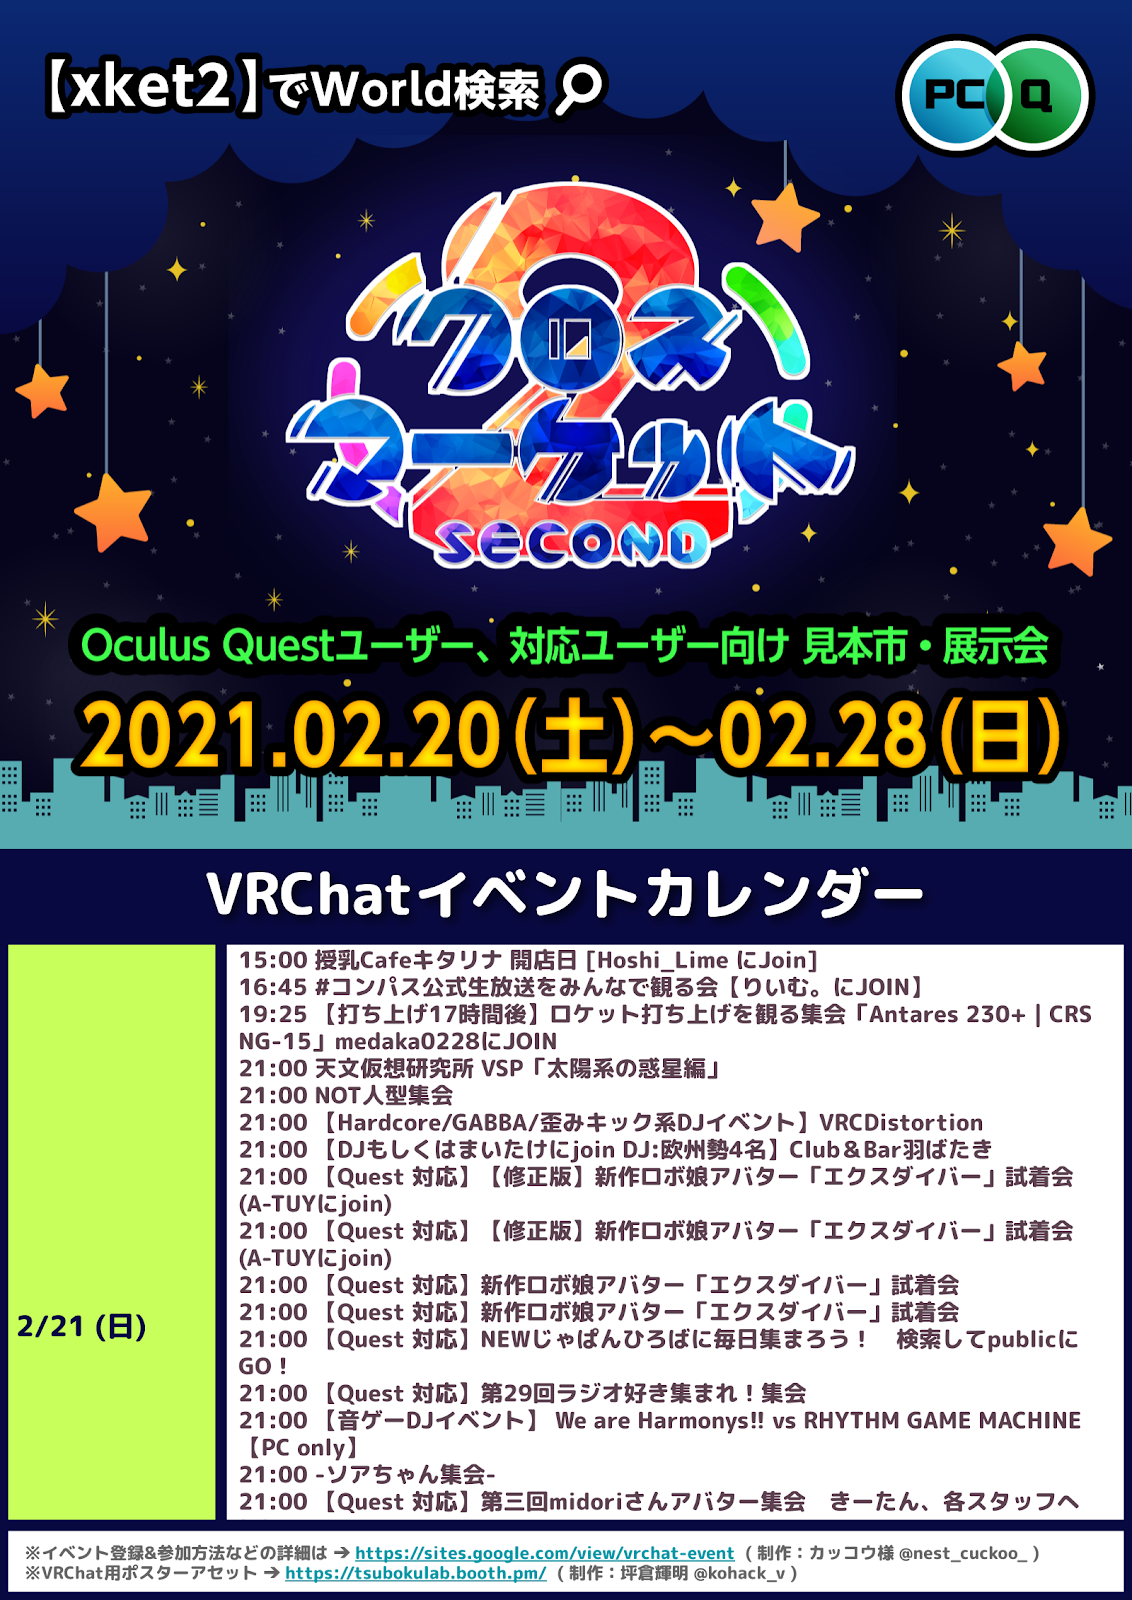 【xket2】でWorld検索
PC Q
2
クロス
マーケット
SECOND
Oculus Questユーザー、対応ユーザー向け 見本市・展示会
2021.02.20(土)～02.28(日)
VRChatイベントカレンダー
2/21 (日)
15:00 授乳Cafeキタリナ 開店日 [Hoshi_Lime にJoin]
16:45 #コンパス公式生放送をみんなで観る会【りいむ。にJOIN】
19:25 【打ち上げ17時間後】ロケット打ち上げを観る集会「Antares 230+ | CRS
NG-15」medaka0228にJOIN
21:00 天文仮想研究所 VSP「太陽系の惑星編」
21:00 NOT人型集会
21:00 【Hardcore/GABBA/歪みキック系DJイベント】VRCDistortion
21:00 【DJもしくはまいたけにjoin DJ:欧州勢4名】Club＆Bar羽ばたき
21:00 【Quest 対応】【修正版】新作ロボ娘アバター「エクスダイバー」試着会
(A-TUYにjoin)
21:00 【Quest 対応】【修正版】新作ロボ娘アバター「エクスダイバー」試着会
(A-TUYにjoin)
21:00 【Quest 対応】新作ロボ娘アバター「エクスダイバー」試着会
21:00 【Quest 対応】新作ロボ娘アバター「エクスダイバー」試着会
21:00 【Quest 対応】NEWじゃぱんひろばに毎日集まろう！　検索してpublicに
GO！
21:00 【Quest 対応】第29回ラジオ好き集まれ！集会
21:00 【音ゲーDJイベント】 We are Harmonys!! vs RHYTHM GAME MACHINE
【PC only】
21:00 -ソアちゃん集会-
21:00 【Quest 対応】第三回midoriさんアバター集会　きーたん、各スタッフへ
※イベント登録&参加方法などの詳細は → https://sites.google.com/view/vrchat-event ( 制作：カッコウ様 @nest_cuckoo_ )
※VRChat用ポスターアセット → https://tsubokulab.booth.pm/ ( 制作：坪倉輝明 @kohack_v )